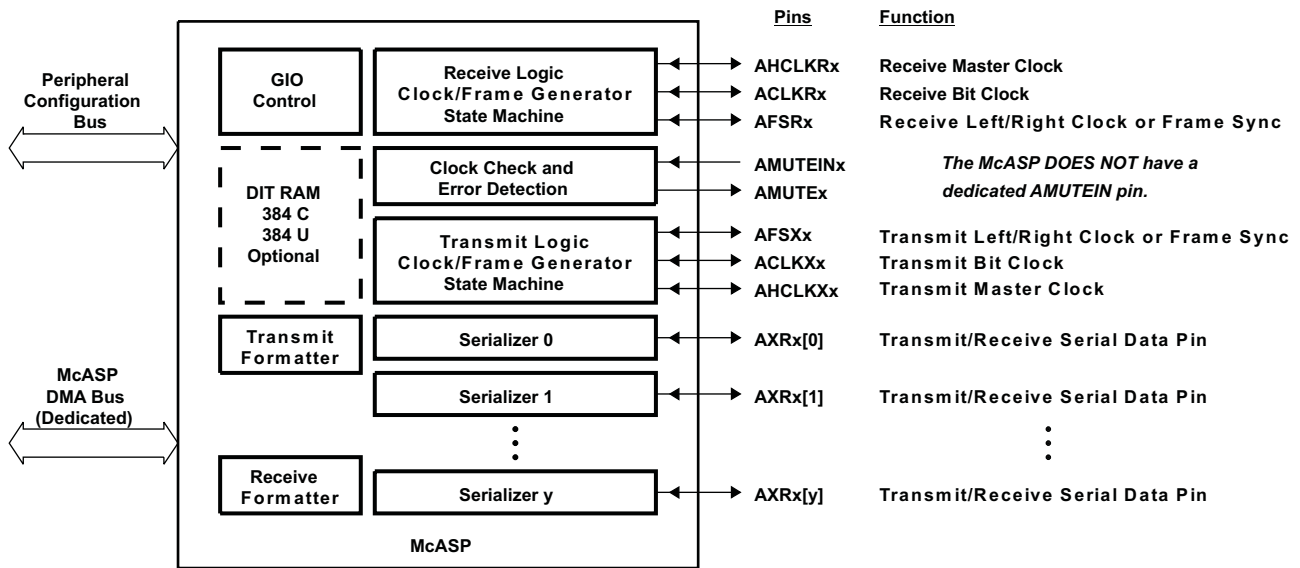 Pins Function
Peripheral
Configuration
Bus
GIO
Control
Receive Logic
Clock/Frame Generator
State Machine
AHCLKRx Receive Master Clock
ACLKRx Receive Bit Clock
AFSRx Receive Left/Right Clock or Frame Sync
DIT RAM
384 C
384 U
Optional
Clock Check and
Error Detection
AMUTEINx
AMUTEx
The McASP DOES NOT have a
dedicated AMUTEIN pin.
Transmit Logic
Clock/Frame Generator
State Machine
AFSXx Transmit Left/Right Clock or Frame Sync
ACLKXx Transmit Bit Clock
AHCLKXx Transmit Master Clock
Transmit
Formatter
Serializer 0
AXRx[0] Transmit/Receive Serial Data Pin
McASP
DMA Bus
(Dedicated)
Serializer 1
AXRx[1] Transmit/Receive Serial Data Pin
Receive
Formatter
Serializer y
AXRx[y] Transmit/Receive Serial Data Pin
McASP